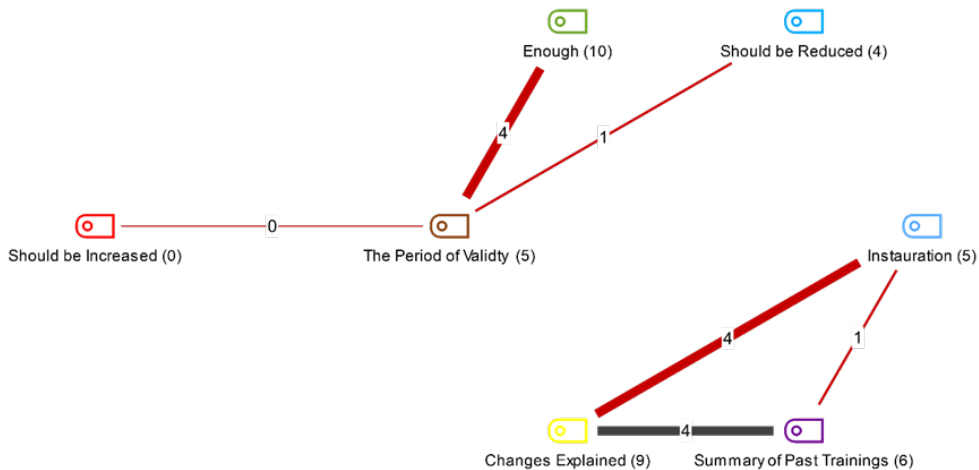 Enough (10)
Should be Reduced (4)
4
1
0
Should be Increased (0)
The Period of Validty (5)
Instauration (5)
4
1
4
Changes Explained (9)
Summary of Past Trainings (6)